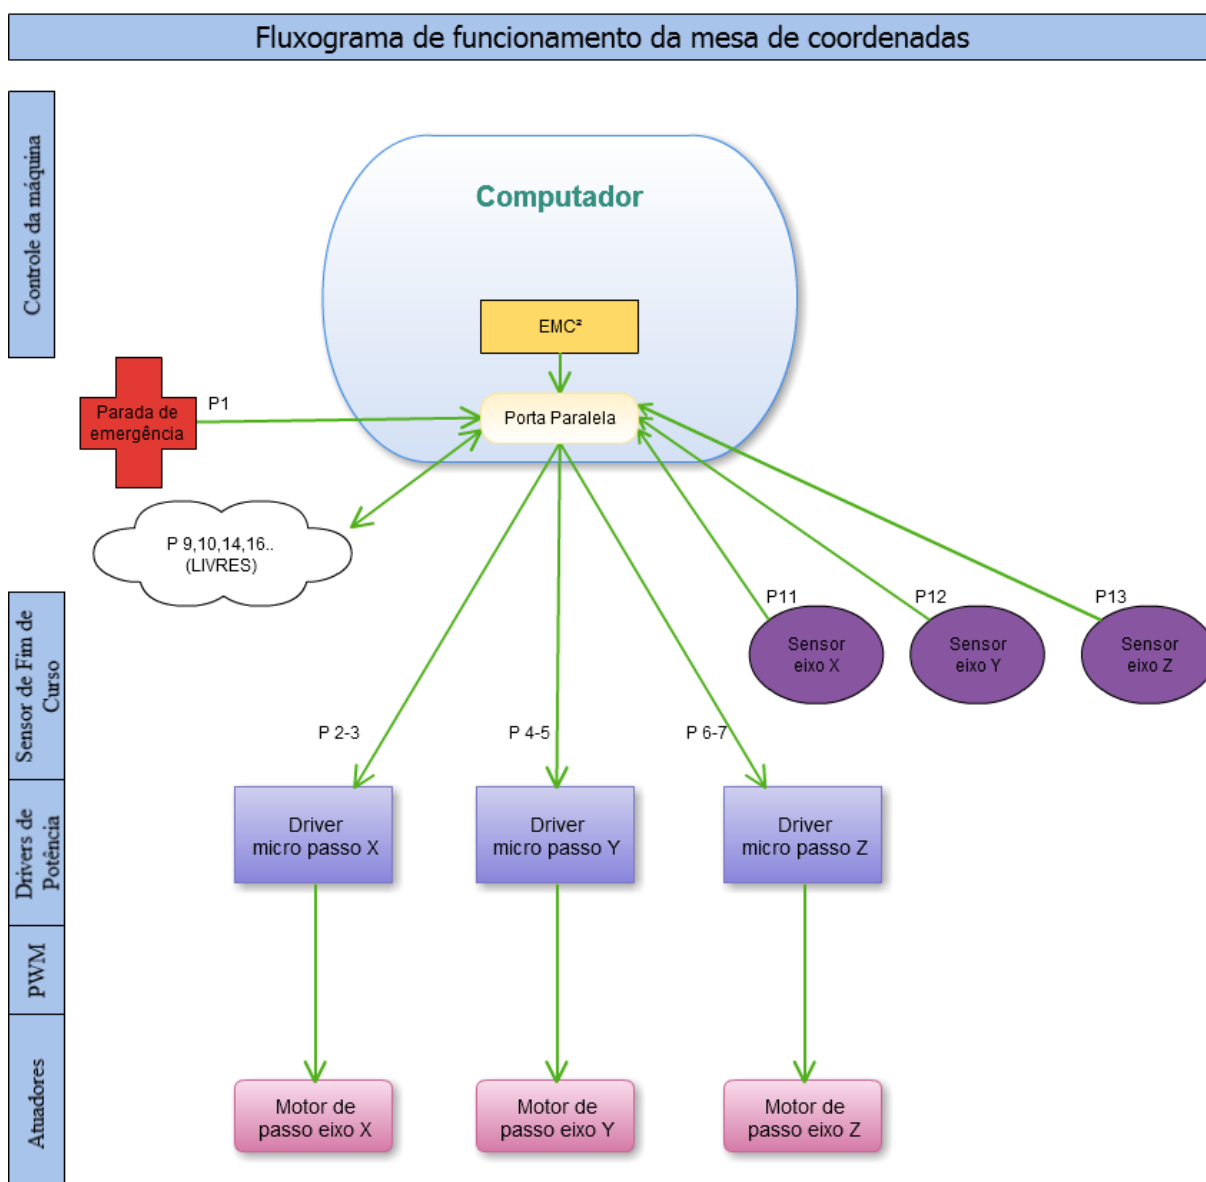 Fluxograma de funcionamento da mesa de coordenadas
Controle da máquina
Computador
EMC²
Porta Paralela
Parada de
emergência
P1
P 9,10,14,16..
(LIVRES)
Sensor de Fim de
Curso
P11
P12
P13
Sensor
eixo X
Sensor
eixo Y
Sensor
eixo Z
P 2-3
P 4-5
P 6-7
Drivers de
Potência
Driver
micro passo X
Driver
micro passo Y
Driver
micro passo Z
PWM
Atuadores
Motor de
passo eixo X
Motor de
passo eixo Y
Motor de
passo eixo Z